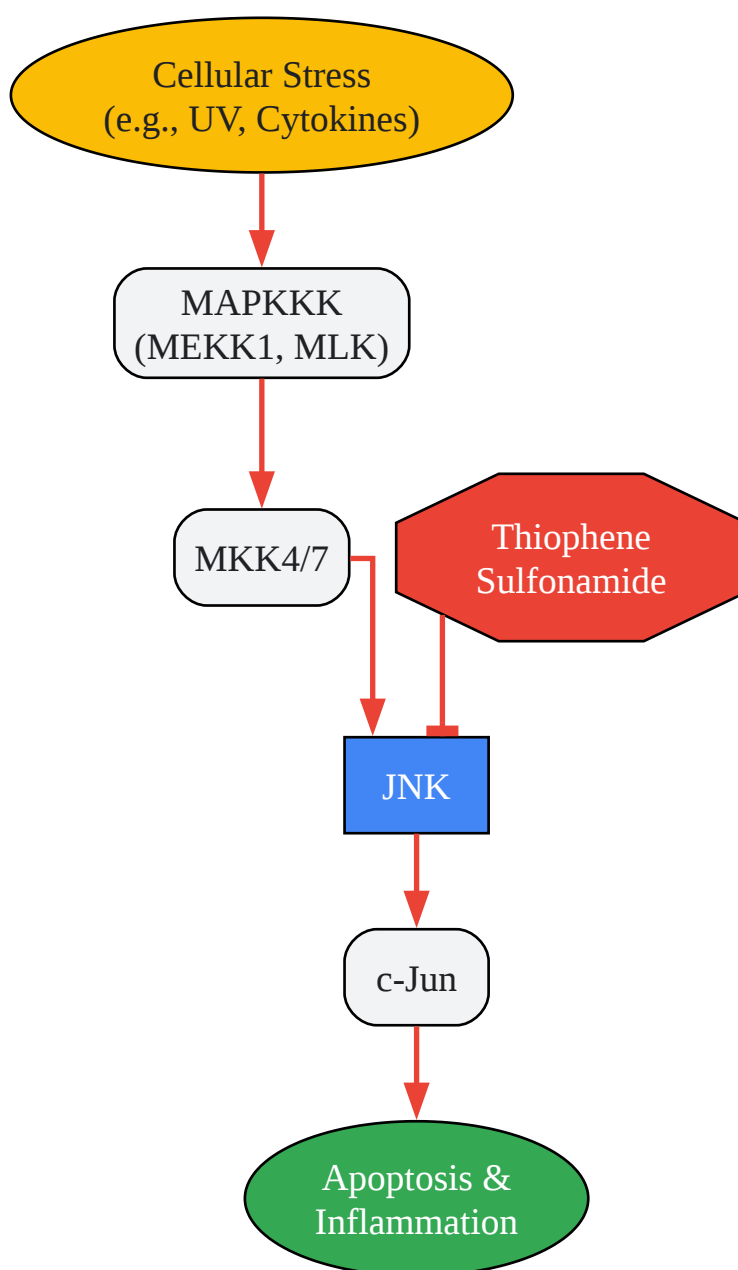 Cellular Stress
(e.g., UV, Cytokines)
MAPKKK
(MEKK1, MLK)
MKK4/7
Thiophene
Sulfonamide
JNK
c-Jun
Apoptosis &
Inflammation